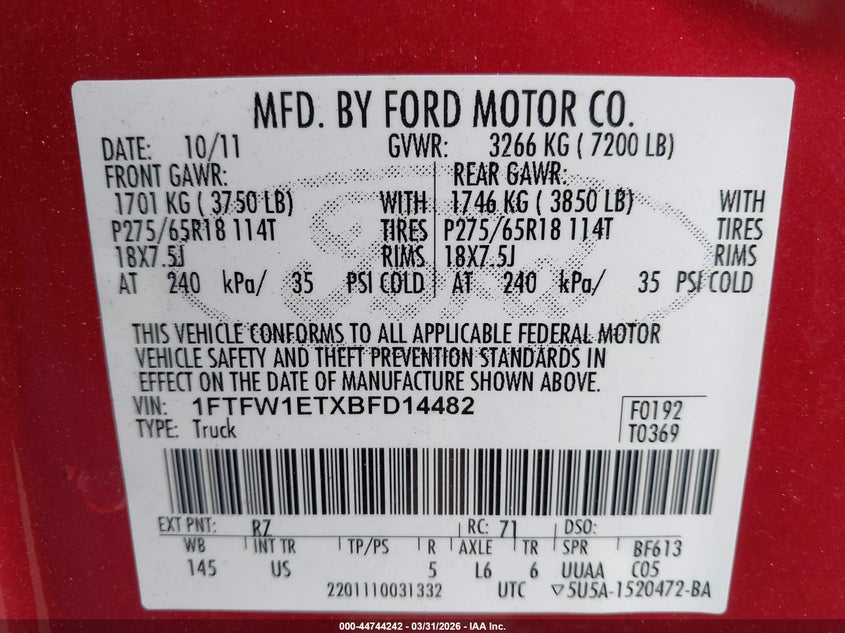 MFD. BY FORD MOTOR CO.
DATE: 10/11 GVWR: 3266 KG ( 7200 LB)
FRONT GAWR: REAR GAWR:
1701 KG ( 3750 LB) WITH 1746 KG ( 3850 LB) WITH
P275/65R18 114T TIRES P275/65R18 114T TIRES
18X7.5J RIMS 18X7.5J RIMS
AT 240 kPa/ 35 PSI COLD AT 240 kPa/ 35 PSI COLD
THIS VEHICLE CONFORMS TO ALL APPLICABLE FEDERAL MOTOR
VEHICLE SAFETY AND THEFT PREVENTION STANDARDS IN
EFFECT ON THE DATE OF MANUFACTURE SHOWN ABOVE.
VIN: 1FTFW1ETXBFD14482 F0192
TYPE: Truck T0369
EXT PNT: RZ RC: 71 DSO:
WB INT TR TP/PS R AXLE TR SPR BF613
145 US 5 L6 6 UUAA C05
2201110031332 UTC ▽5U5A-1520472-BA
000-44744242 — 03/31/2026 — IAA Inc.